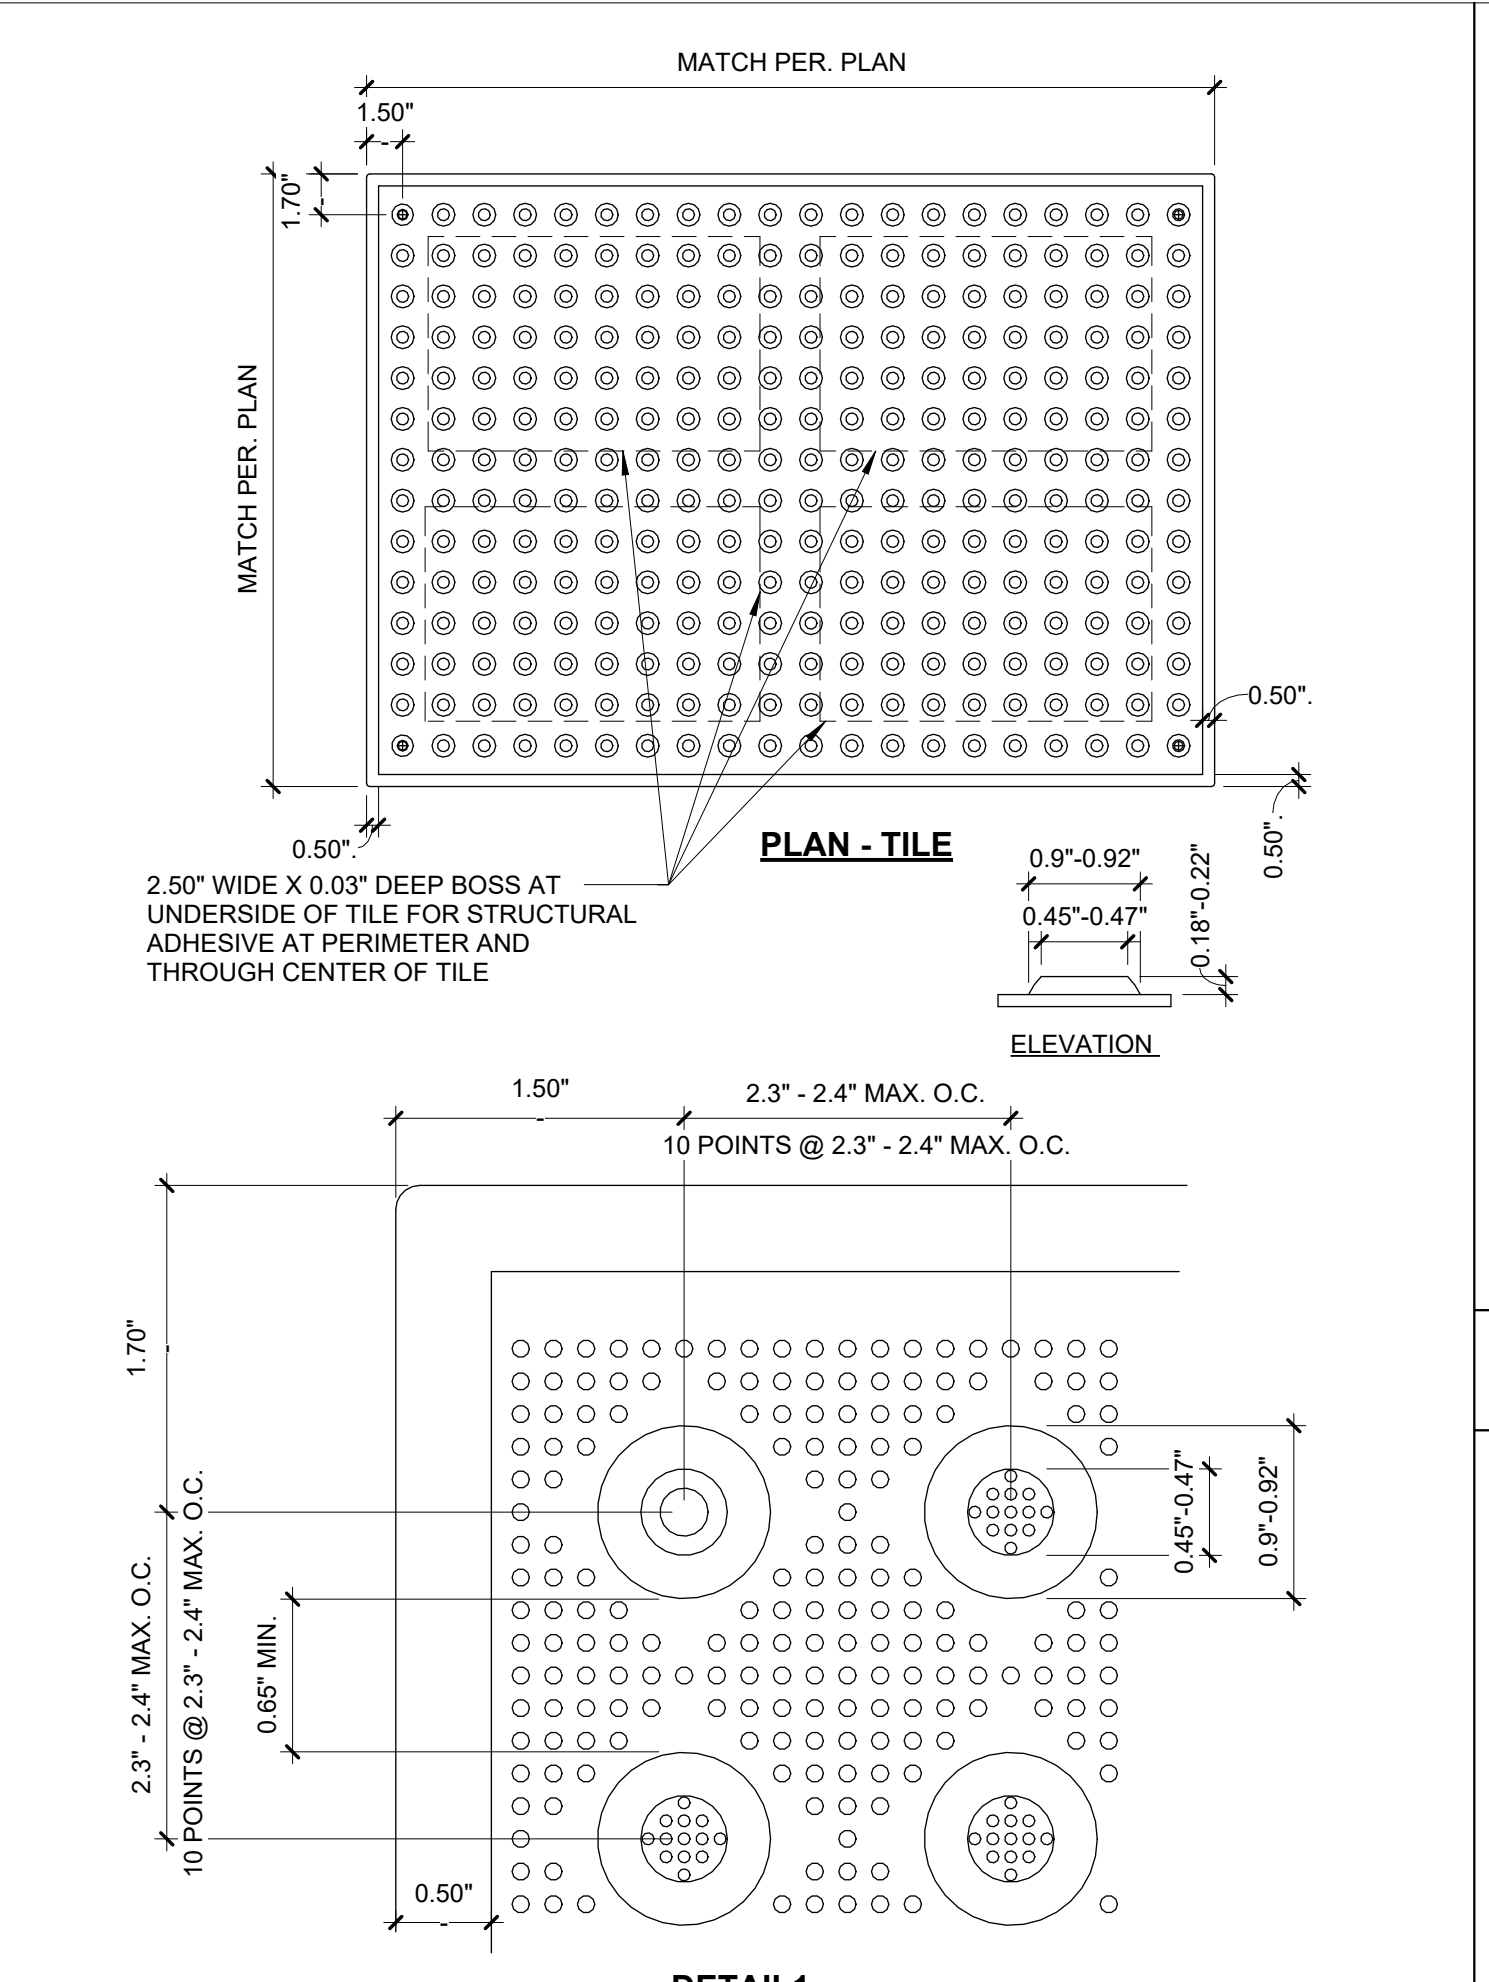 MATCH PER. PLAN
1.50"
1.70"
MATCH PER. PLAN
0.50".
0.50".
0.50".
PLAN - TILE
2.50" WIDE X 0.03" DEEP BOSS AT
UNDERSIDE OF TILE FOR STRUCTURAL
ADHESIVE AT PERIMETER AND
THROUGH CENTER OF TILE
0.9"-0.92"
0.45"-0.47"
0.18"-0.22"
ELEVATION
1.50"
2.3" - 2.4" MAX. O.C.
10 POINTS @ 2.3" - 2.4" MAX. O.C.
1.70"
2.3" - 2.4" MAX. O.C.
10 POINTS @ 2.3" - 2.4" MAX. O.C.
0.65" MIN.
0.45"-0.47"
0.9"-0.92"
0.50"
DETAIL1